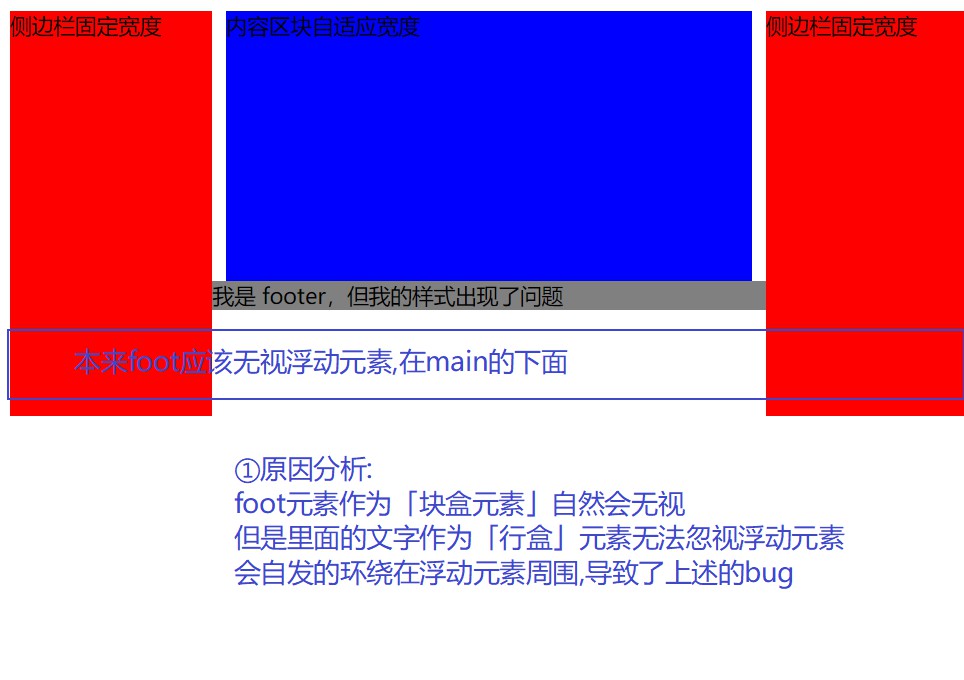 侧边栏固定宽度
内容区块自适应宽度
侧边栏固定宽度
我是 footer，但我的样式出现了问题
本来foot应该无视浮动元素,在main的下面
①原因分析:
foot元素作为「块盒元素」自然会无视
但是里面的文字作为「行盒」元素无法忽视浮动元素
会自发的环绕在浮动元素周围,导致了上述的bug